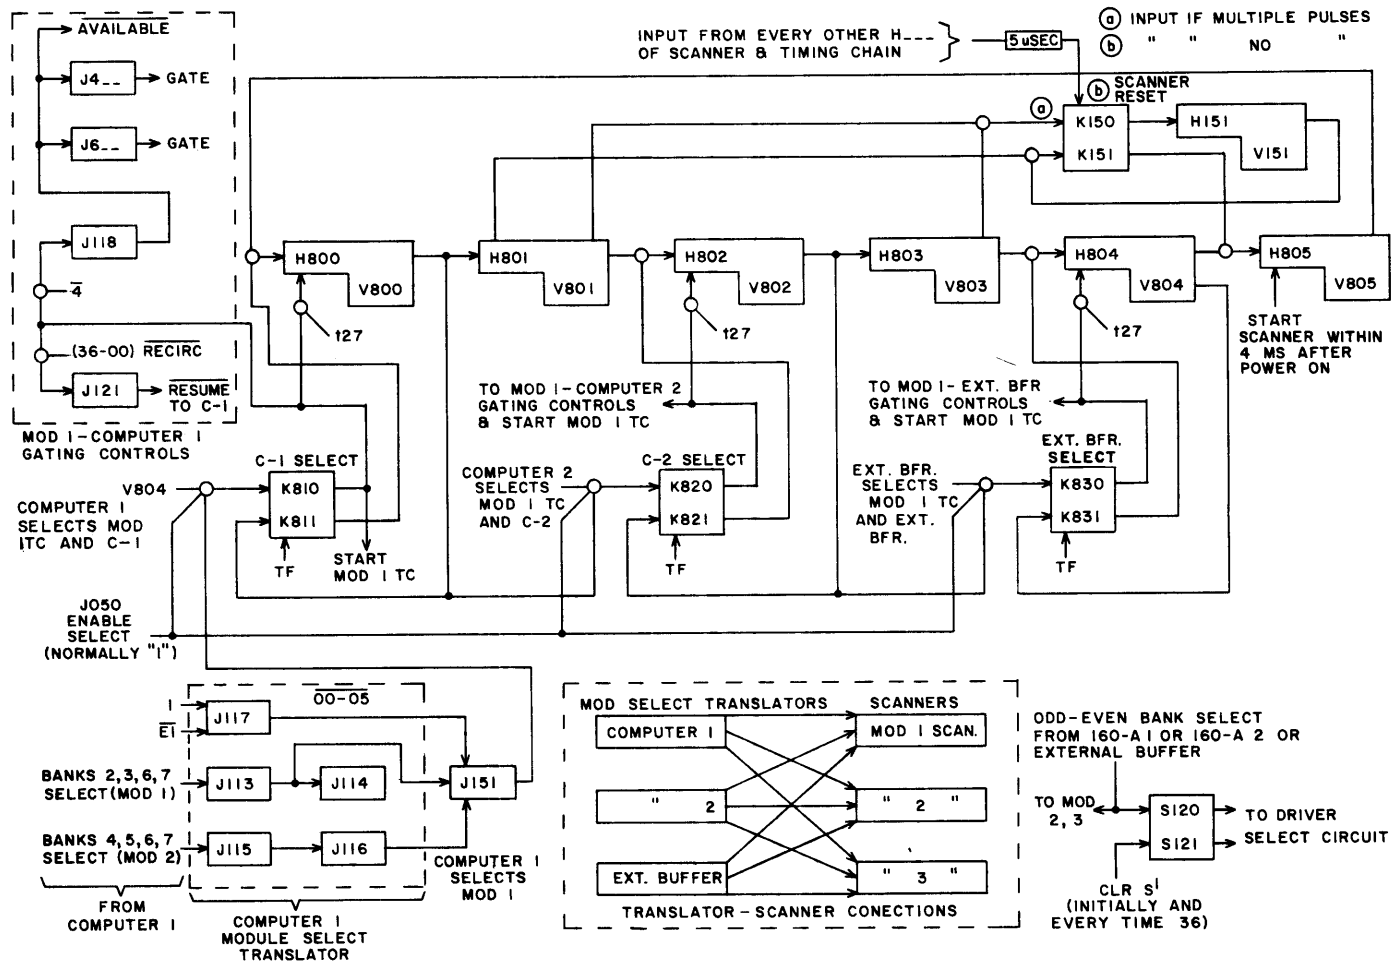 AVAILABLE
J4__ GATE
J6__ GATE
J118
4
(36-00) RECIRC
J121
RESUME
TO C-1
MOD 1-COMPUTER 1
GATING CONTROLS
INPUT FROM EVERY OTHER H___
OF SCANNER & TIMING CHAIN
5 uSEC
ⓐ INPUT IF MULTIPLE PULSES
ⓑ " " NO "
ⓑ SCANNER
RESET
ⓐ
K150
K151
H151
V151
H800
V800
H801
V801
H802
V802
H803
V803
H804
V804
H805
V805
t27
t27
t27
START
SCANNER WITHIN
4 MS AFTER
POWER ON
TO MOD 1-COMPUTER 2
GATING CONTROLS
& START MOD 1 TC
TO MOD 1-EXT. BFR
GATING CONTROLS
& START MOD 1 TC
C-1 SELECT
K810
K811
TF
START
MOD 1 TC
V804
COMPUTER 1
SELECTS MOD
1TC AND C-1
C-2 SELECT
K820
K821
TF
COMPUTER 2
SELECTS
MOD 1 TC
AND C-2
EXT. BFR.
SELECT
K830
K831
TF
EXT. BFR.
SELECTS
MOD 1 TC
AND EXT.
BFR.
J050
ENABLE
SELECT
(NORMALLY "1")
00-05
1
E1
J117
BANKS 2,3,6,7
SELECT(MOD 1)
J113
J114
J151
BANKS 4,5,6,7
SELECT (MOD 2)
J115
J116
COMPUTER 1
SELECTS
MOD 1
FROM
COMPUTER 1
COMPUTER 1
MODULE SELECT
TRANSLATOR
MOD SELECT TRANSLATORS SCANNERS
COMPUTER 1 MOD 1 SCAN.
" 2 " 2 "
EXT. BUFFER " 3 "
TRANSLATOR-SCANNER CONECTIONS
ODD-EVEN BANK SELECT
FROM 160-A1 OR 160-A 2 OR
EXTERNAL BUFFER
TO MOD
2, 3
S120
S121
TO DRIVER
SELECT CIRCUIT
CLR S'
(INITIALLY AND
EVERY TIME 36)